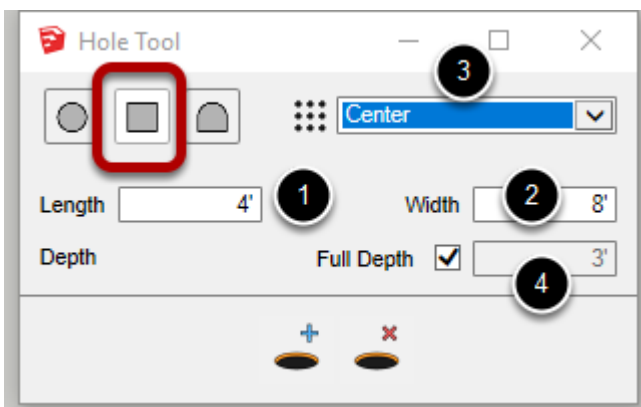 Hole Tool
3
Center
Length 4' 1 Width 2 8'
Depth Full Depth 3'
4